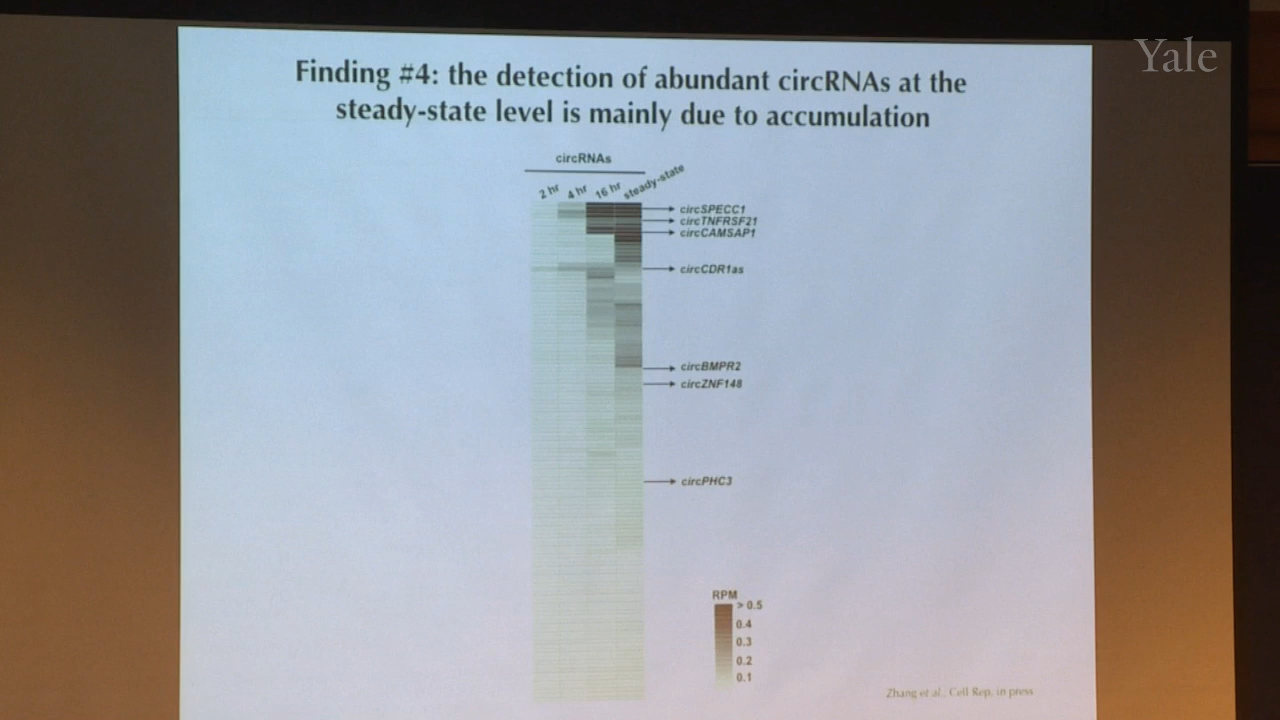 Yale
Finding #4: the detection of abundant circRNAs at the
steady-state level is mainly due to accumulation
circRNAs
2 hr 4 hr 16 hr steady-state
circSPECC1
circTNFRSF21
circCAMSAP1
circCDR1as
circBMPR2
circZNF148
circPHC3
RPM
> 0.5
0.4
0.3
0.2
0.1
Zhang et al., Cell Rep, in press